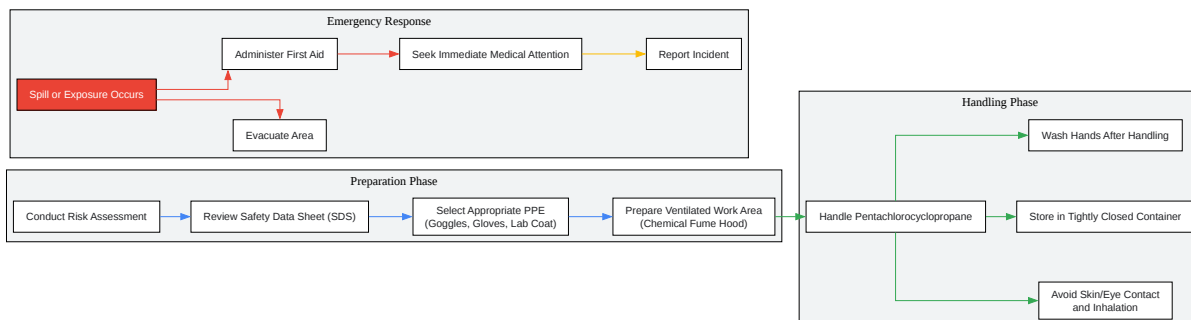 Emergency Response
Administer First Aid
Seek Immediate Medical Attention
Report Incident
Spill or Exposure Occurs
Evacuate Area
Preparation Phase
Conduct Risk Assessment
Review Safety Data Sheet (SDS)
Select Appropriate PPE
(Goggles, Gloves, Lab Coat)
Prepare Ventilated Work Area
(Chemical Fume Hood)
Handling Phase
Wash Hands After Handling
Handle Pentachlorocyclopropane
Store in Tightly Closed Container
Avoid Skin/Eye Contact
and Inhalation